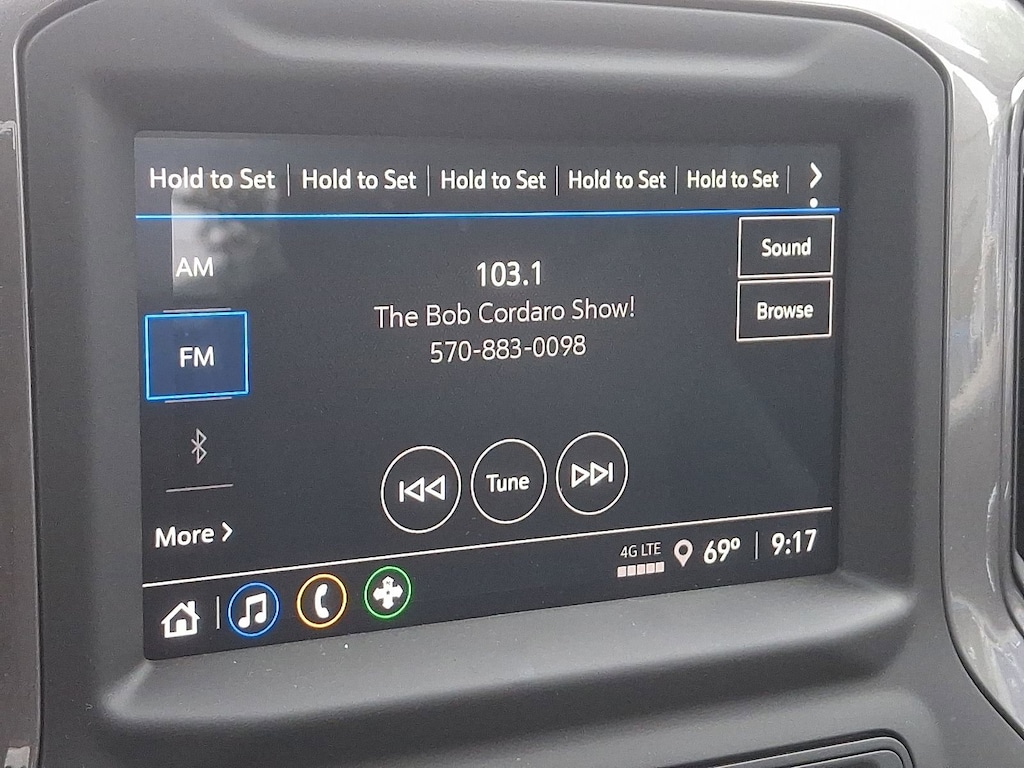 Hold to Set Hold to Set Hold to Set Hold to Set Hold to Set
Sound
AM
103.1
Browse
The Bob Cordaro Show!
FM
570-883-0098
Tune
More
4G LTE 69° 9:17